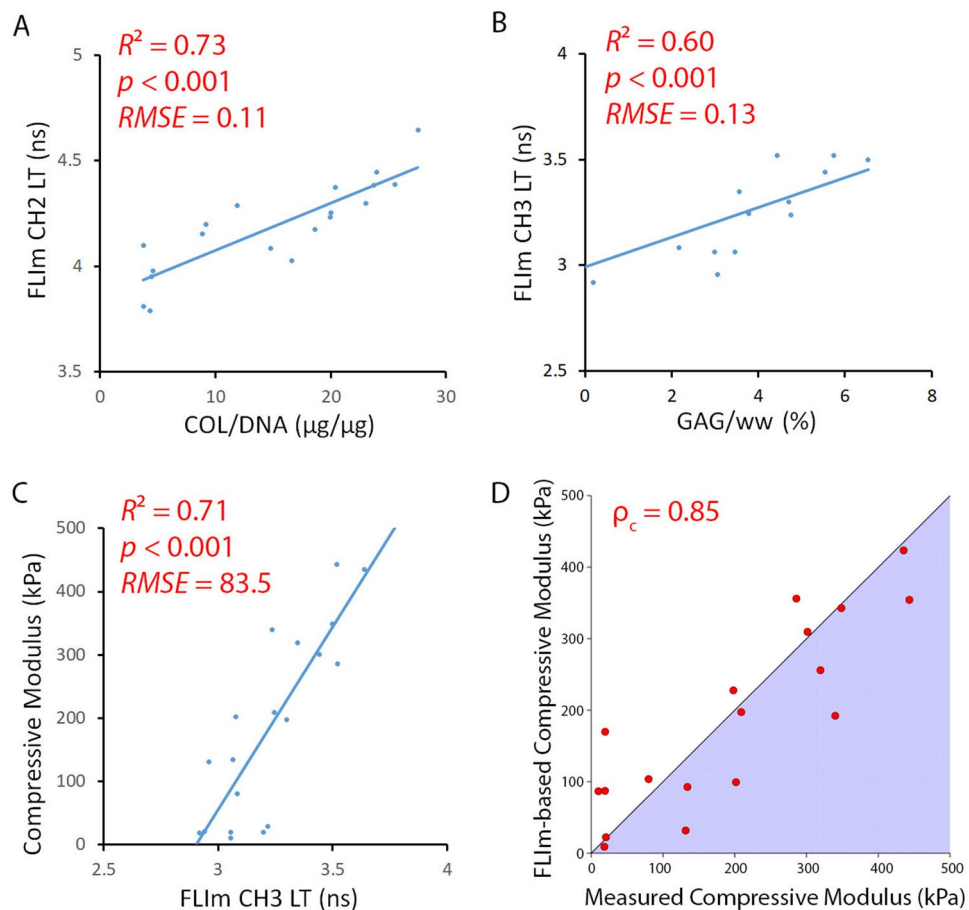 A
R² = 0.73
p < 0.001
RMSE = 0.11
5
4.5
4
3.5
FLIm CH2 LT (ns)
0
10
20
30
COL/DNA (μg/μg)
B
R² = 0.60
p < 0.001
RMSE = 0.13
4
3.5
3
2.5
FLIm CH3 LT (ns)
0
2
4
6
8
GAG/ww (%)
C
R² = 0.71
p < 0.001
RMSE = 83.5
500
400
300
200
100
0
Compressive Modulus (kPa)
2.5
3
3.5
4
FLIm CH3 LT (ns)
D
ρc = 0.85
500
400
300
200
100
0
FLIm-based Compressive Modulus (kPa)
0
100
200
300
400
500
Measured Compressive Modulus (kPa)